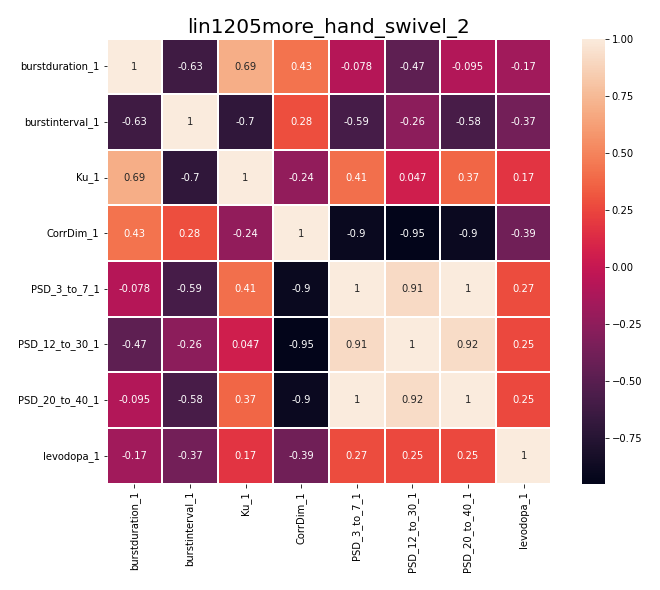 lin1205more_hand_swivel_2
burstduration_1 1 -0.63 0.69 0.43 -0.078 -0.47 -0.095 -0.17
burstinterval_1 -0.63 1 -0.7 0.28 -0.59 -0.26 -0.58 -0.37
Ku_1 0.69 -0.7 1 -0.24 0.41 0.047 0.37 0.17
CorrDim_1 0.43 0.28 -0.24 1 -0.9 -0.95 -0.9 -0.39
PSD_3_to_7_1 -0.078 -0.59 0.41 -0.9 1 0.91 1 0.27
PSD_12_to_30_1 -0.47 -0.26 0.047 -0.95 0.91 1 0.92 0.25
PSD_20_to_40_1 -0.095 -0.58 0.37 -0.9 1 0.92 1 0.25
levodopa_1 -0.17 -0.37 0.17 -0.39 0.27 0.25 0.25 1
burstduration_1
burstinterval_1
Ku_1
CorrDim_1
PSD_3_to_7_1
PSD_12_to_30_1
PSD_20_to_40_1
levodopa_1
1.00
0.75
0.50
0.25
0.00
−0.25
−0.50
−0.75